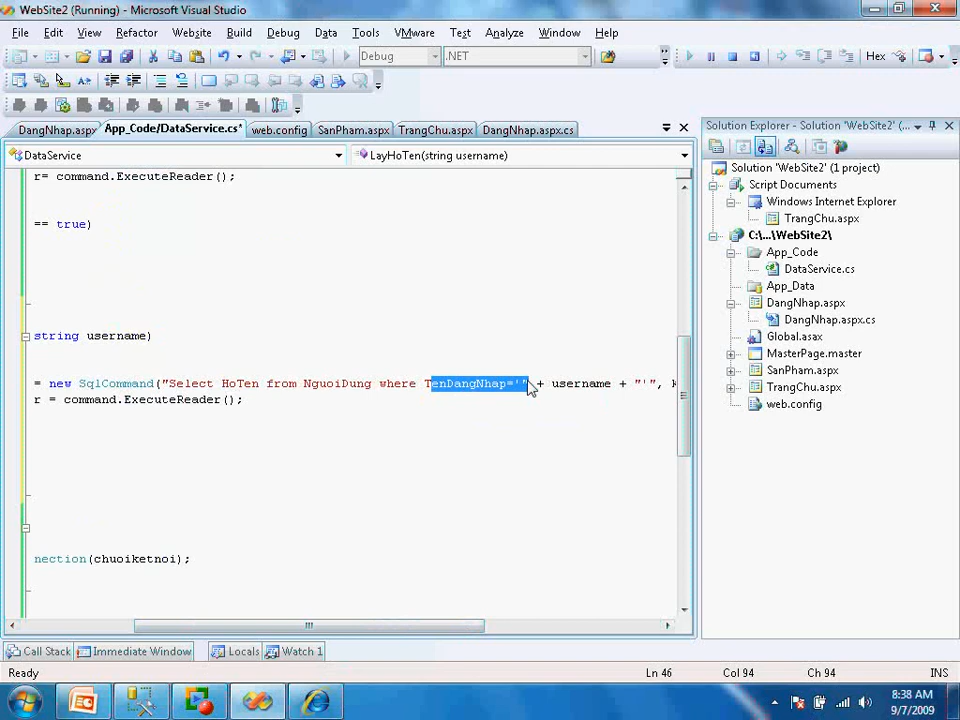 WebSite2 (Running) - Microsoft Visual Studio
File Edit View Refactor Website Build Debug Data Tools VMware Test Analyze Window Help
Debug .NET Hex
DangNhap.aspx App_Code/DataService.cs* web.config SanPham.aspx TrangChu.aspx DangNhap.aspx.cs
DataService LayHoTen(string username)
r= command.ExecuteReader();
== true)
string username)
= new SqlCommand("Select HoTen from NguoiDung where TenDangNhap='" + username + "'", k
r = command.ExecuteReader();
nection(chuoiketnoi);
Solution Explorer - Solution 'WebSite2' (...
Solution 'WebSite2' (1 project)
Script Documents
Windows Internet Explorer
TrangChu.aspx
C:\...\WebSite2\
App_Code
DataService.cs
App_Data
DangNhap.aspx
DangNhap.aspx.cs
Global.asax
MasterPage.master
SanPham.aspx
TrangChu.aspx
web.config
Call Stack Immediate Window Locals Watch 1
Ready Ln 46 Col 94 Ch 94 INS
8:38 AM
9/7/2009